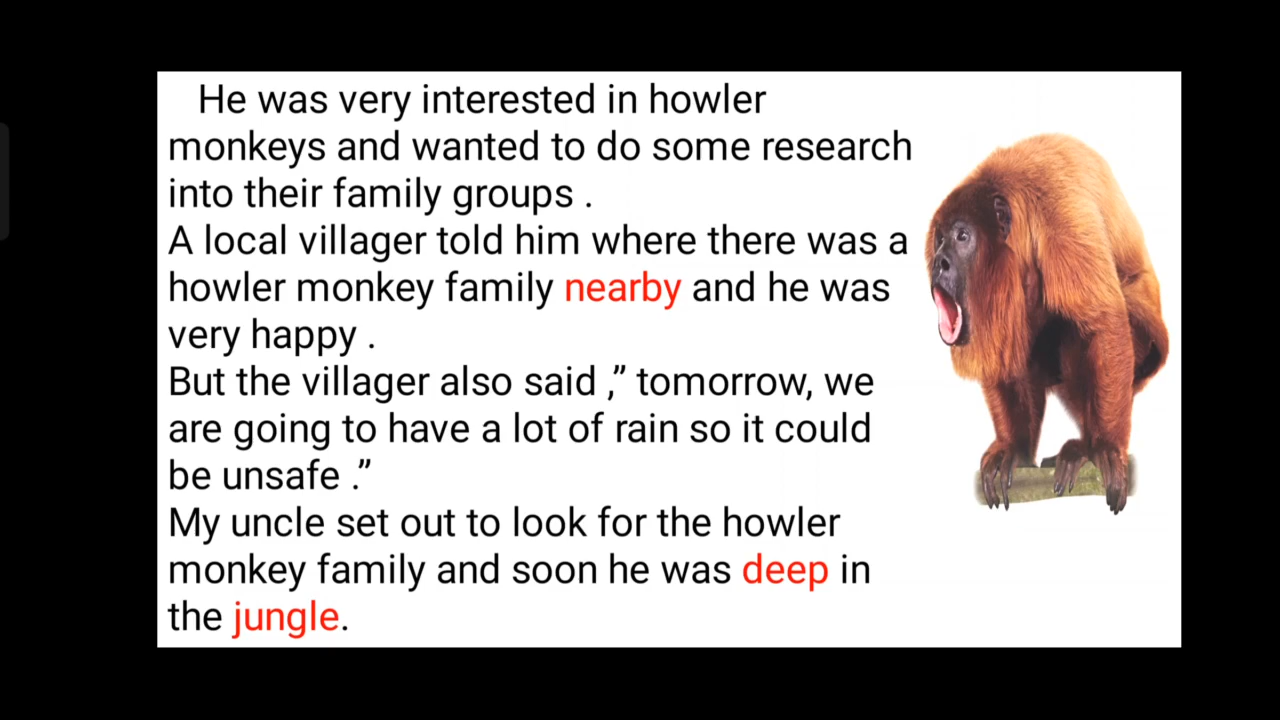 He was very interested in howler
monkeys and wanted to do some research
into their family groups .
A local villager told him where there was a
howler monkey family nearby and he was
very happy .
But the villager also said ,” tomorrow, we
are going to have a lot of rain so it could
be unsafe .”
My uncle set out to look for the howler
monkey family and soon he was deep in
the jungle.